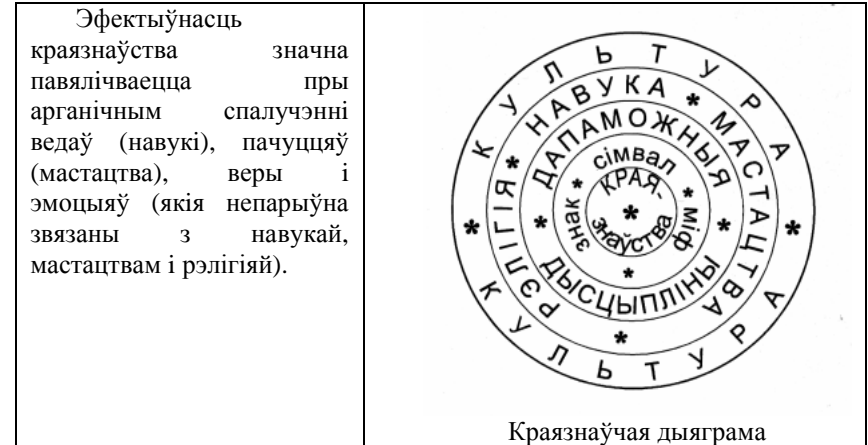 Эфектыўнасць
краязнаўства значна
павялічваецца пры
арганічным спалучэнні
ведаў (навукі), пачуццяў
(мастацтва), веры і
эмоцыяў (якія непарыўна
звязаны з навукай,
мастацтвам і рэлігіяй).
КУЛЬТУРА * КУЛЬТУРА *
НАВУКА * МАСТАЦТВА * РЭЛІГІЯ *
ДАПАМОЖНЫЯ * ДЫСЦЫПЛІНЫ *
сімвал * міф * знак *
КРАЯ-
*
знаўства
Краязнаўчая дыяграма